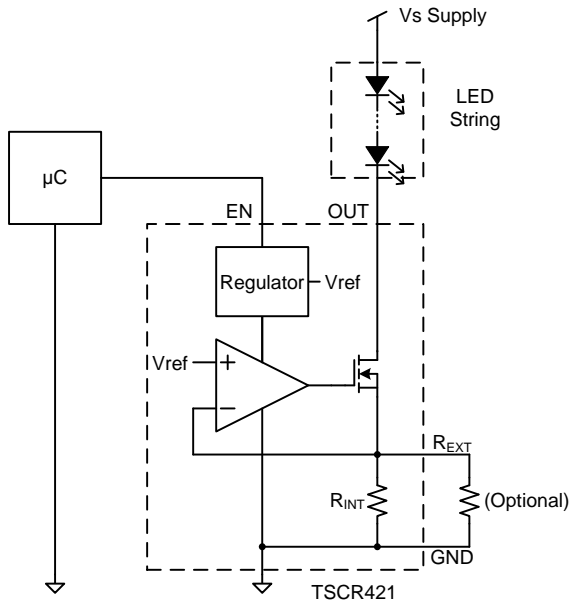 Vs Supply
LED
String
µC
EN
OUT
Regulator
Vref
Vref
+
−
REXT
RINT
(Optional)
GND
TSCR421